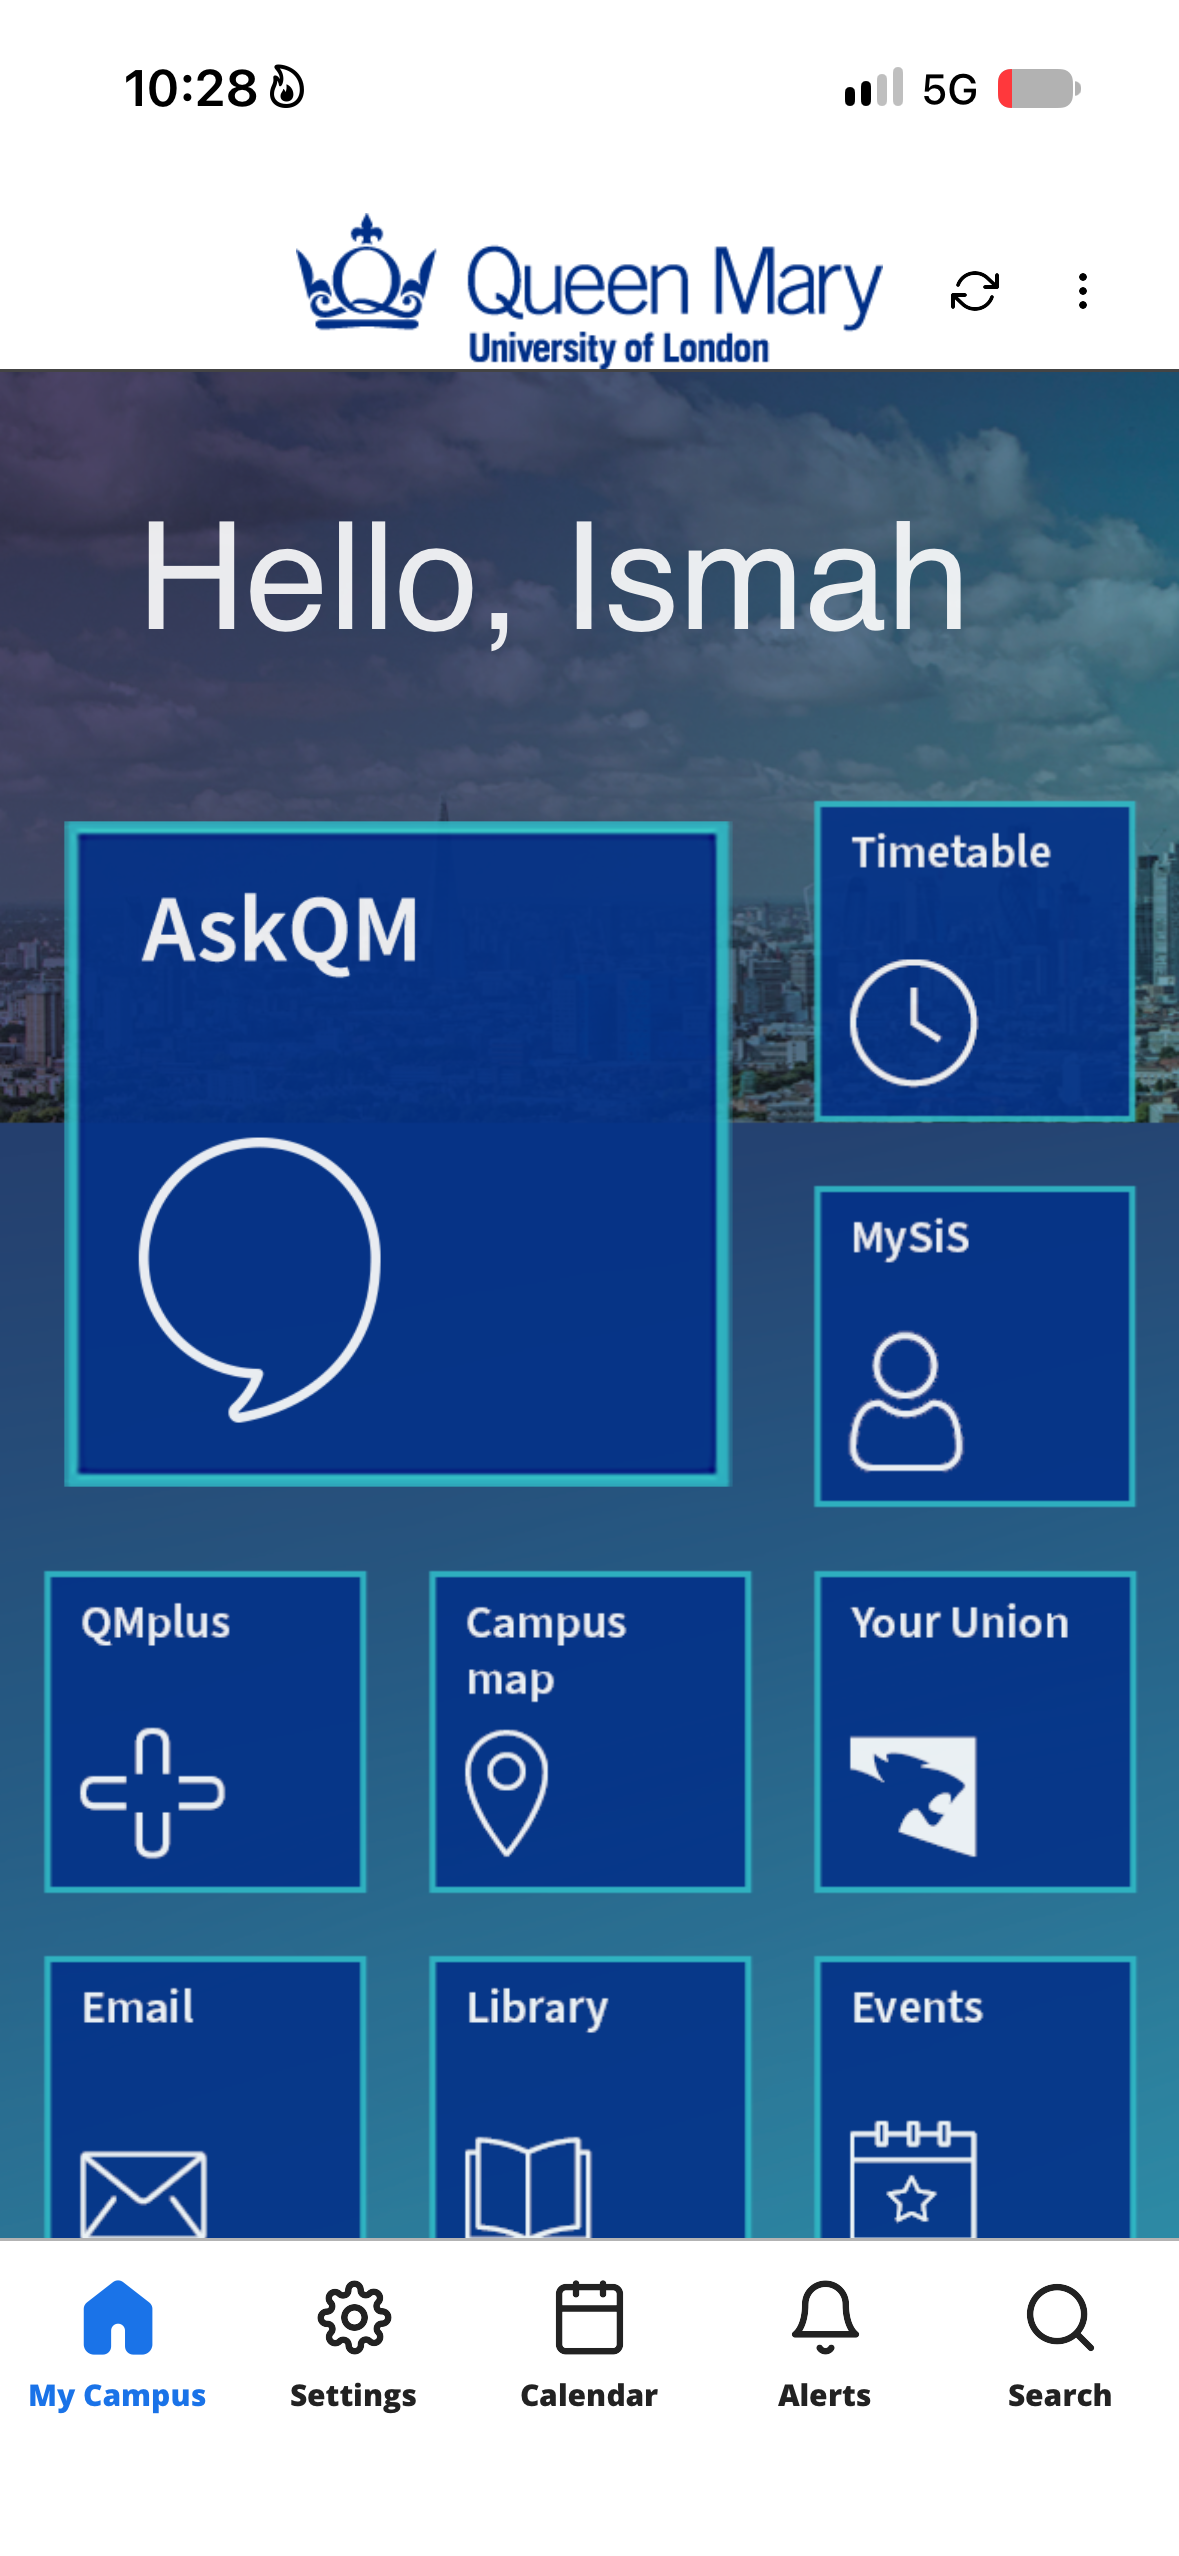 10:28
5G
Queen Mary
University of London
Hello, Ismah
AskQM
Timetable
MySiS
QMplus
Campus
map
Your Union
Email
Library
Events
My Campus
Settings
Calendar
Alerts
Search